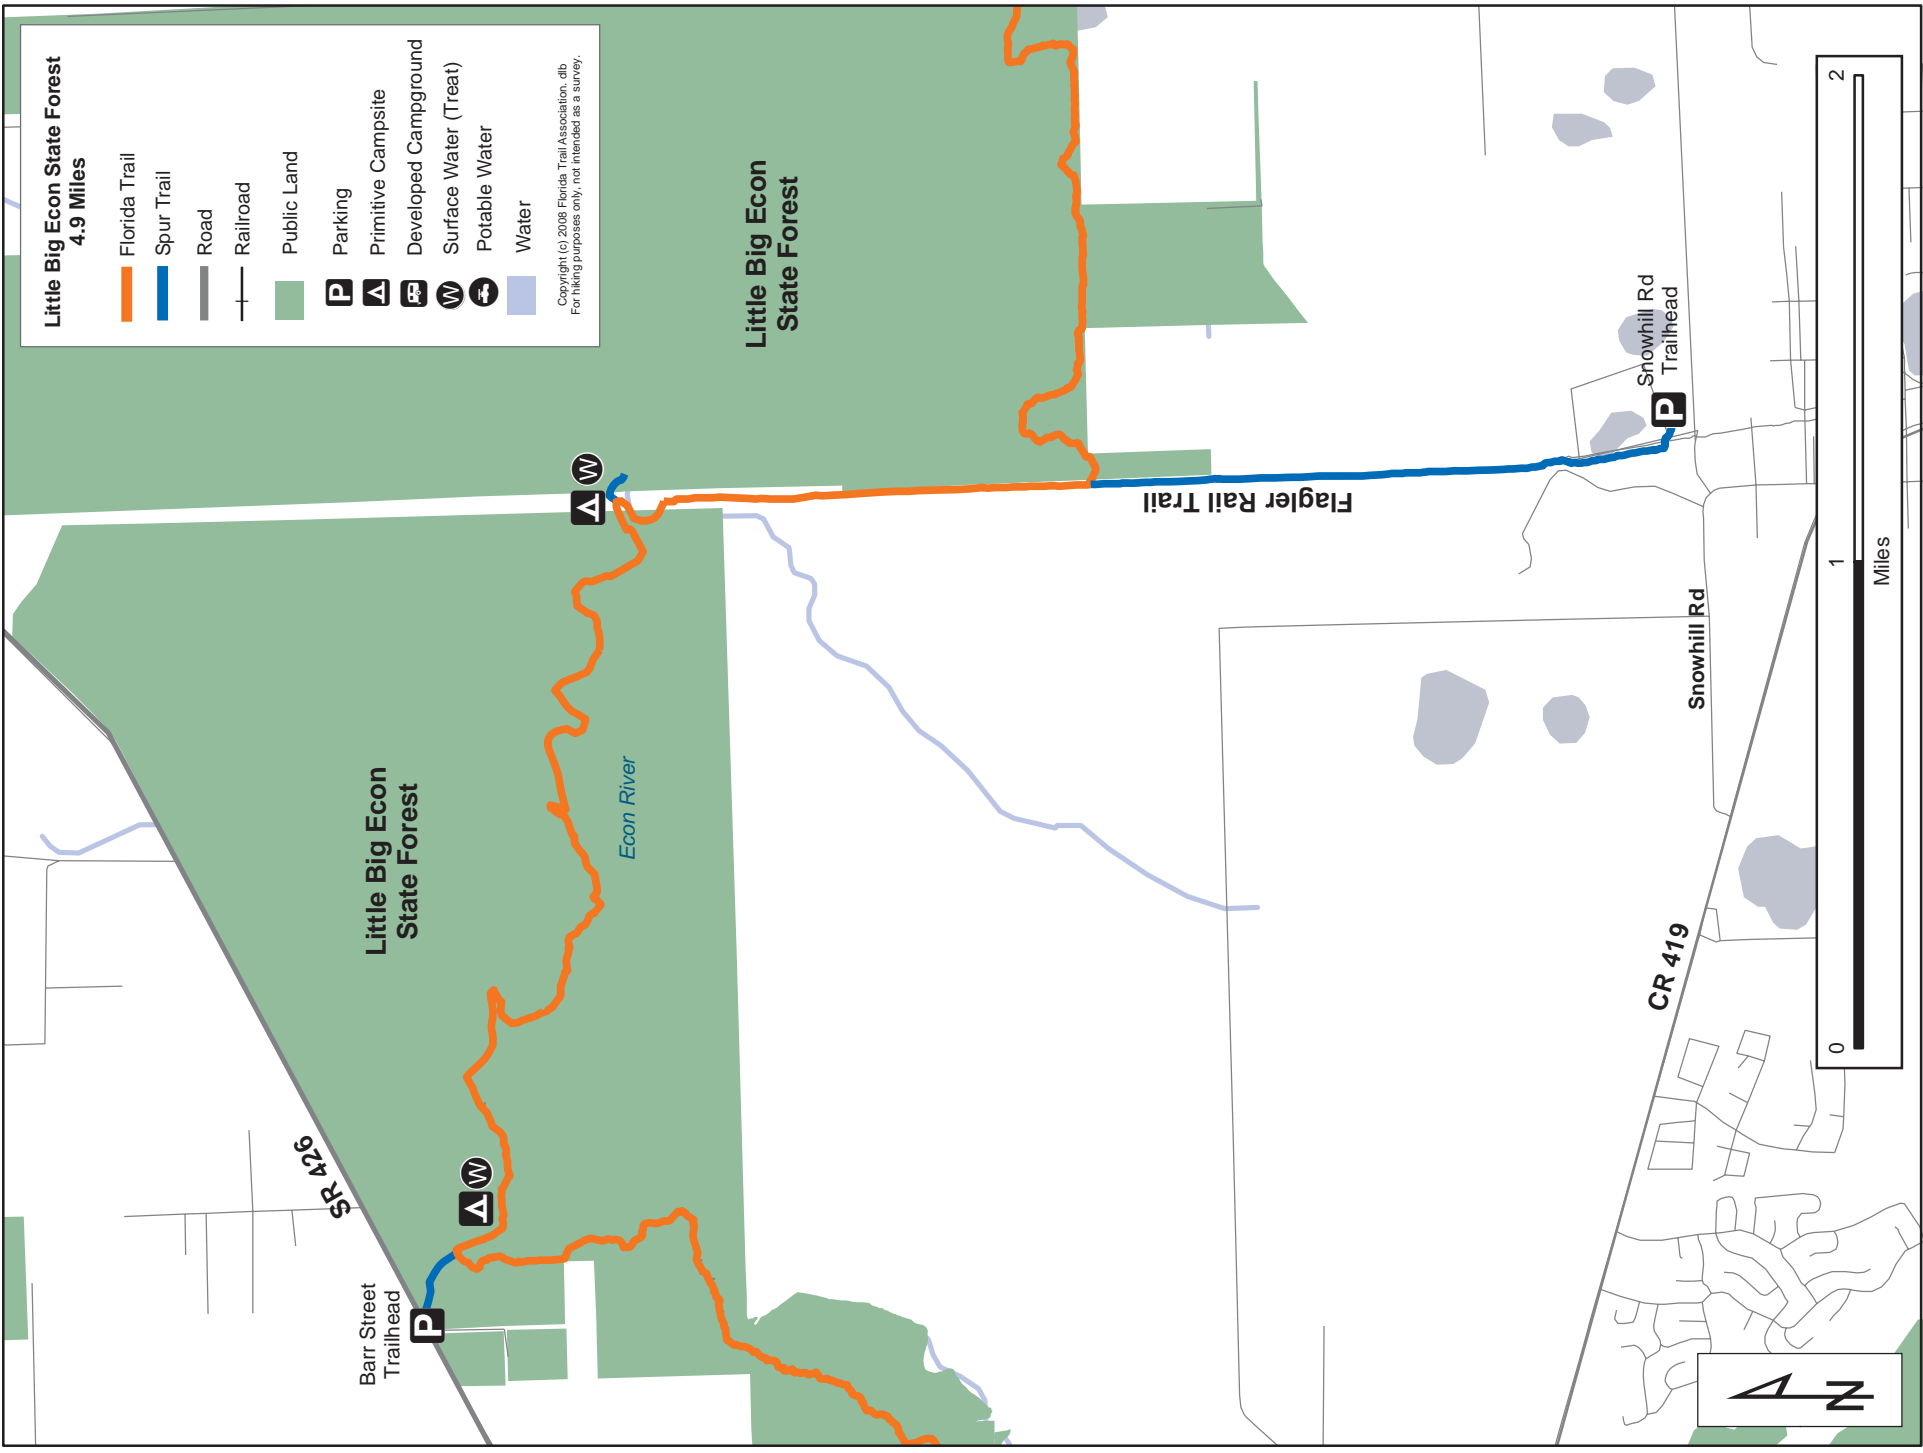 Little Big Econ State Forest
4.9 Miles
Florida Trail
Spur Trail
Road
Railroad
Public Land
Parking
Primitive Campsite
Developed Campground
Surface Water (Treat)
Potable Water
Water
Copyright (c) 2008 Florida Trail Association. dlb
For hiking purposes only, not intended as a survey.
P
W
SR 426
Barr Street
Trailhead
P
W
Little Big Econ
State Forest
Econ River
W
Little Big Econ
State Forest
Flagler Rail Trail
Snowhill Rd
Trailhead
P
Snowhill Rd
CR 419
0
1
2
Miles
N